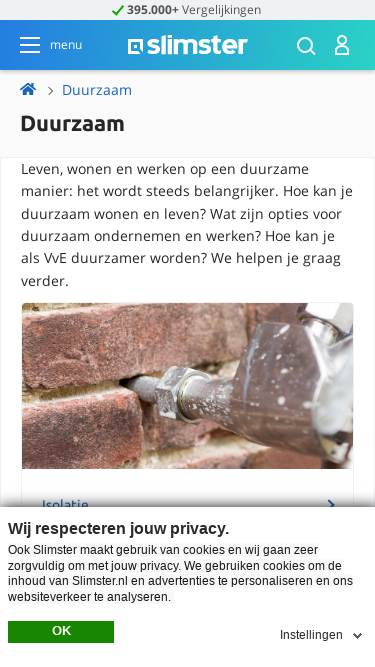 395.000+ Vergelijkingen
menu
slimster
Duurzaam
Duurzaam
Leven, wonen en werken op een duurzame
manier: het wordt steeds belangrijker. Hoe kan je
duurzaam wonen en leven? Wat zijn opties voor
duurzaam ondernemen en werken? Hoe kan je
als VvE duurzamer worden? We helpen je graag
verder.
Isolatie
Wij respecteren jouw privacy.
Ook Slimster maakt gebruik van cookies en wij gaan zeer
zorgvuldig om met jouw privacy. We gebruiken cookies om de
inhoud van Slimster.nl en advertenties te personaliseren en ons
websiteverkeer te analyseren.
OK
Instellingen